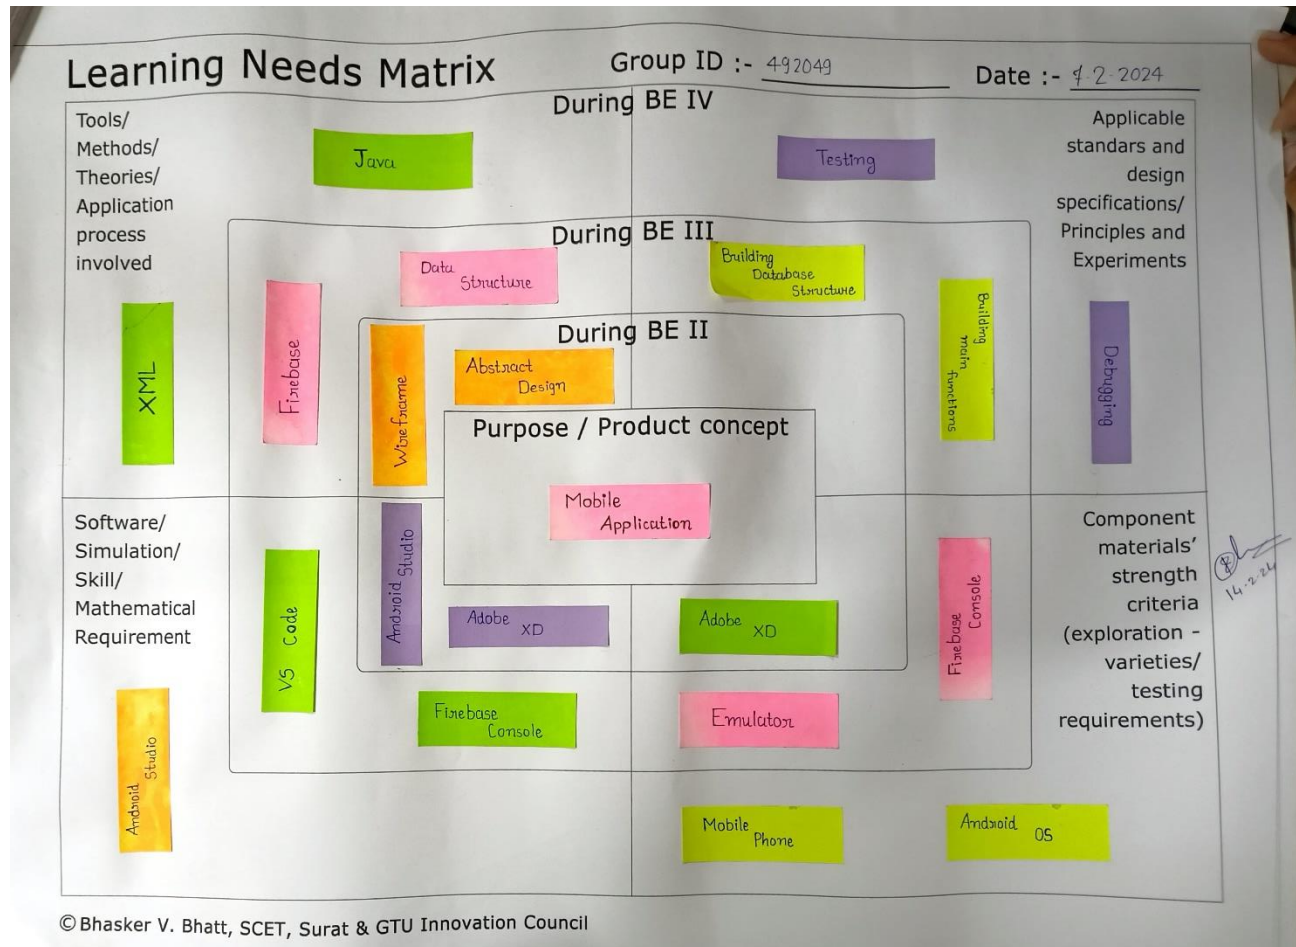 Learning Needs Matrix
Group ID :- 492049
Date :- 9.2.2024
During BE IV
Tools/
Methods/
Theories/
Application
process
involved
Java
Testing
Applicable
standars and
design
specifications/
Principles and
Experiments
During BE III
Data
Structure
Building
Database
Structure
XML
Firebase
Building
main
functions
Debugging
During BE II
Wireframe
Abstract
Design
Purpose / Product concept
Mobile
Application
Software/
Simulation/
Skill/
Mathematical
Requirement
VS Code
Android Studio
Adobe
XD
Adobe
XD
Firebase
Console
Component
materials’
strength
criteria
(exploration -
varieties/
testing
requirements)
14.2.24
Firebase
Console
Emulator
Android
Studio
Mobile
Phone
Android
OS
© Bhasker V. Bhatt, SCET, Surat & GTU Innovation Council